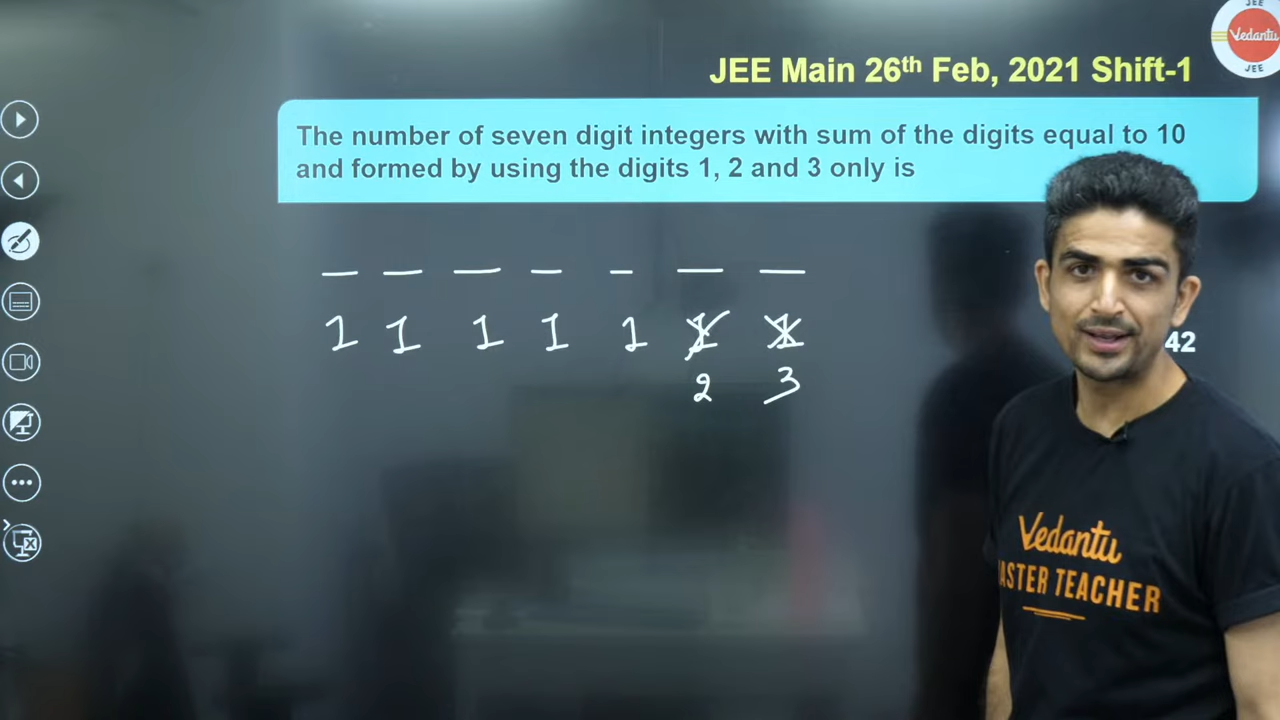 JEE
Vedantu
JEE
JEE Main 26th Feb, 2021 Shift-1
The number of seven digit integers with sum of the digits equal to 10
and formed by using the digits 1, 2 and 3 only is
1 1 1 1 1 1 1
42
2 3
Vedantu
ASTER TEACHER